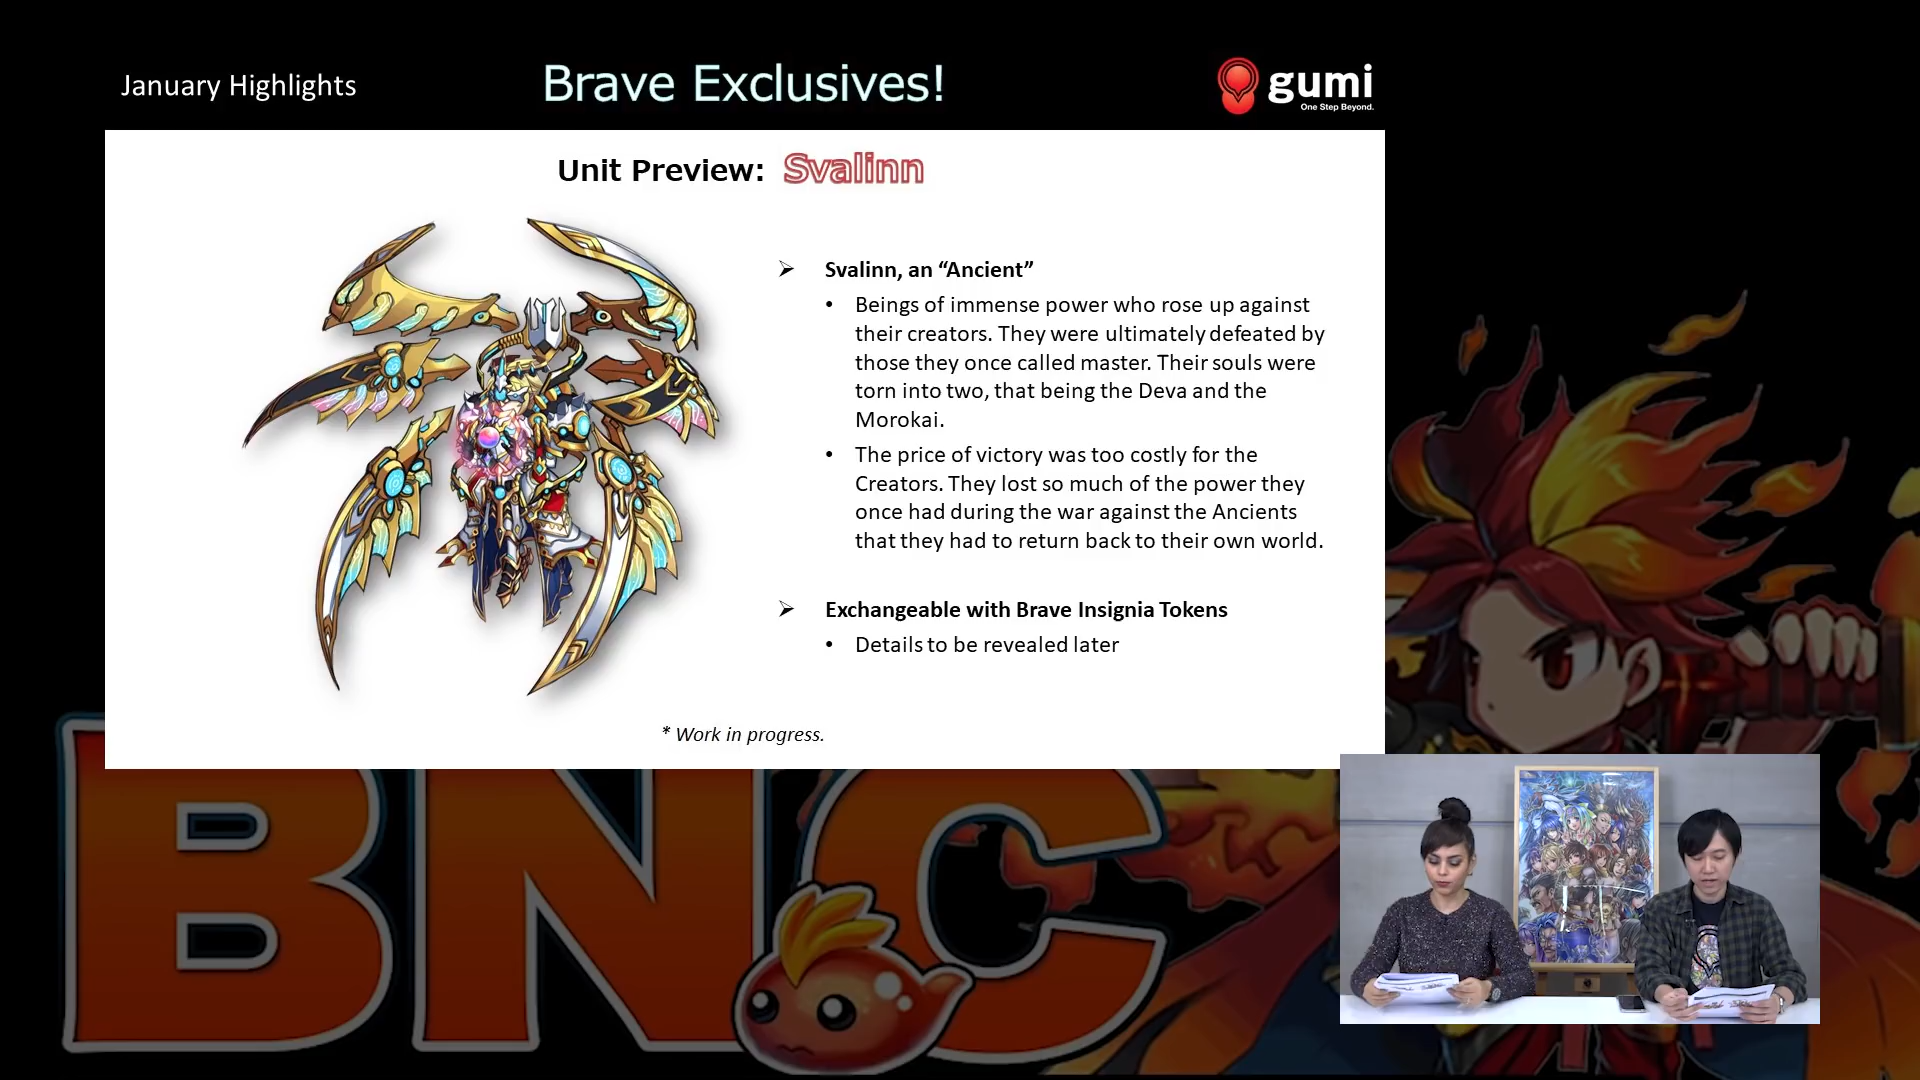 January Highlights
Brave Exclusives!
gumi
One Step Beyond.
Unit Preview: Svalinn
➢ Svalinn, an “Ancient”
• Beings of immense power who rose up against
their creators. They were ultimately defeated by
those they once called master. Their souls were
torn into two, that being the Deva and the
Morokai.
• The price of victory was too costly for the
Creators. They lost so much of the power they
once had during the war against the Ancients
that they had to return back to their own world.
➢ Exchangeable with Brave Insignia Tokens
• Details to be revealed later
* Work in progress.
BNC